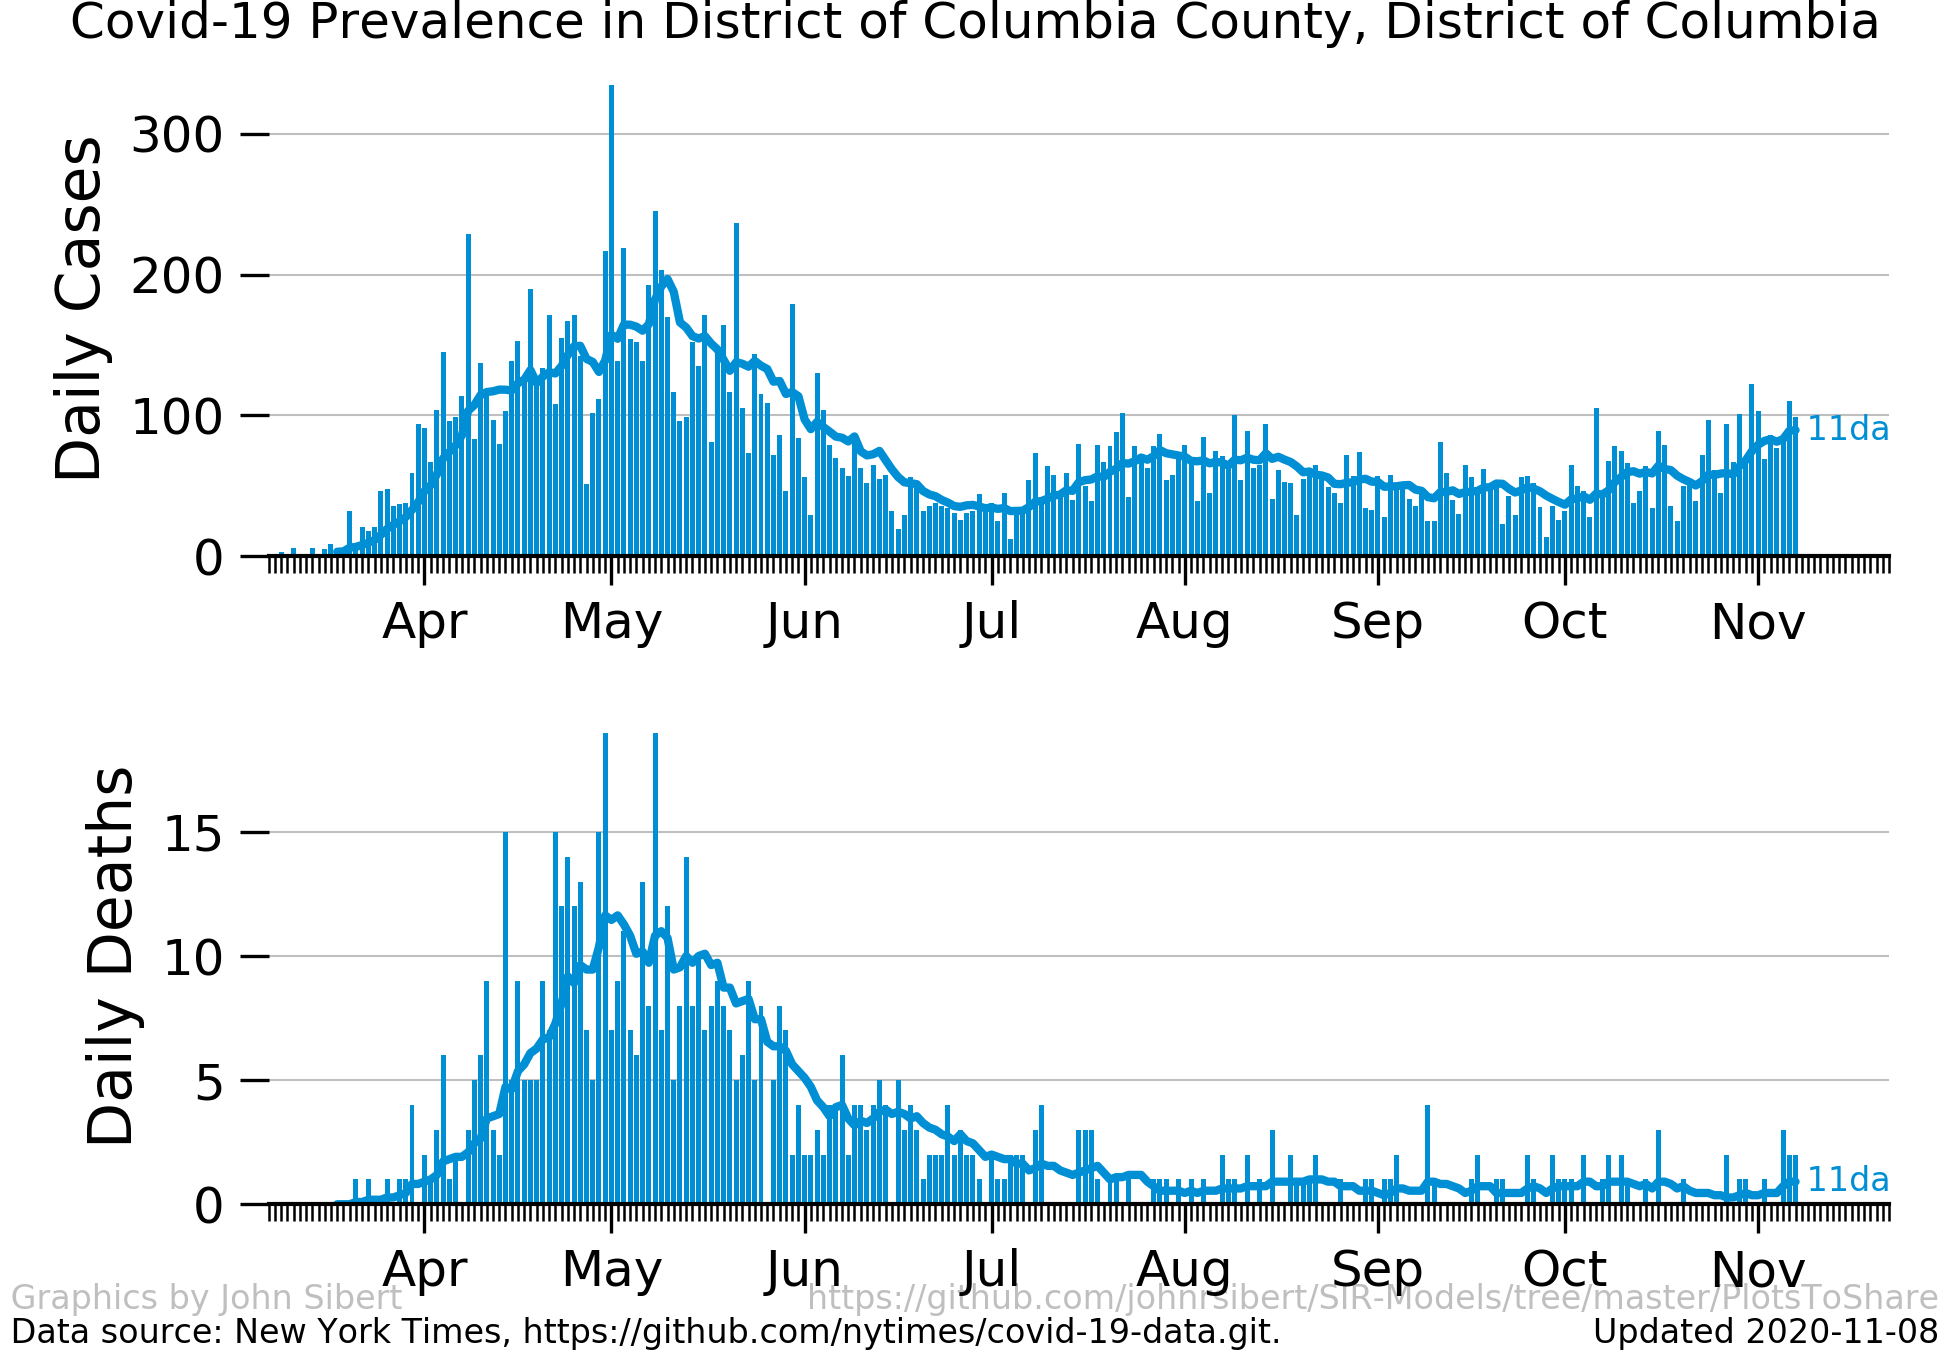 Covid-19 Prevalence in District of Columbia County, District of Columbia
Daily Cases
300
200
100
0
11da
Apr May Jun Jul Aug Sep Oct Nov
Daily Deaths
15
10
5
0
11da
Apr May Jun Jul Aug Sep Oct Nov
Graphics by John Sibert https://github.com/johnrsibert/SIR-Models/tree/master/PlotsToShare
Data source: New York Times, https://github.com/nytimes/covid-19-data.git. Updated 2020-11-08